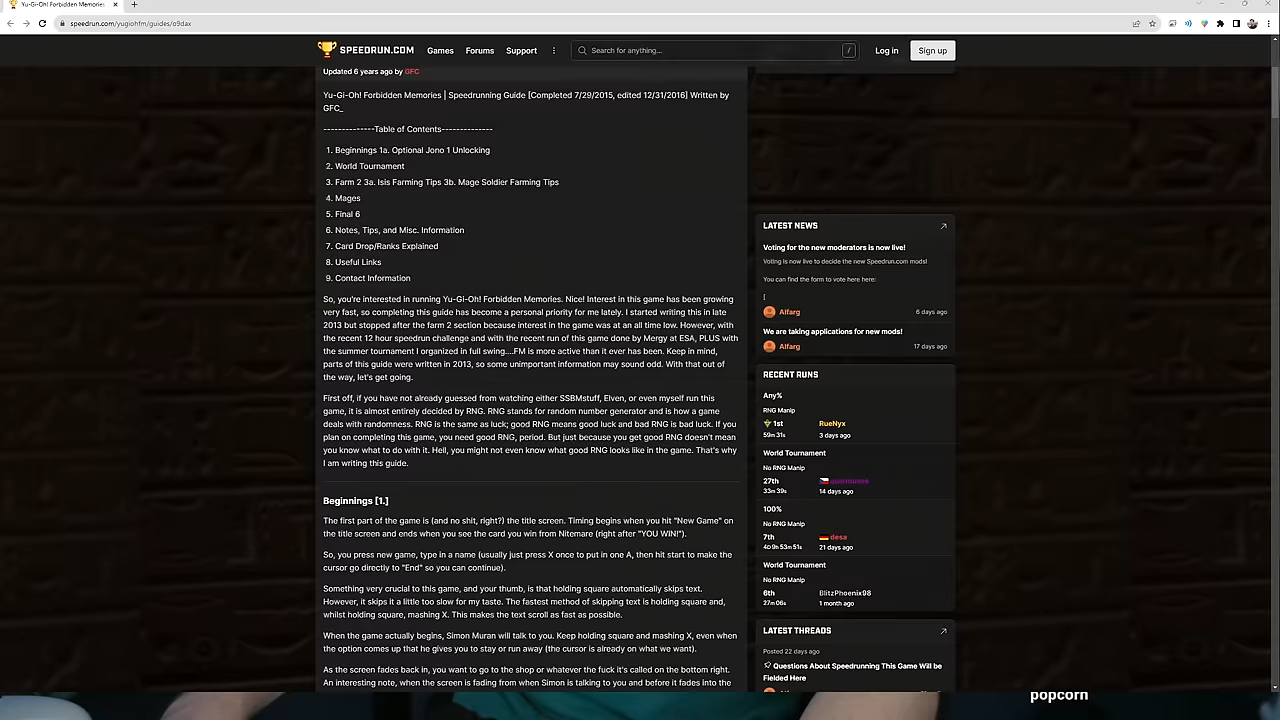 Yu-Gi-Oh! Forbidden Memories
speedrun.com/yugiohfm/guides/o9dax
SPEEDRUN.COM
Games
Forums
Support
Search for anything...
/
Log in
Sign up
Updated 6 years ago by GFC
Yu-Gi-Oh! Forbidden Memories | Speedrunning Guide [Completed 7/29/2015, edited 12/31/2016] Written by
GFC_
--------------Table of Contents--------------
1. Beginnings 1a. Optional Jono 1 Unlocking
2. World Tournament
3. Farm 2 3a. Isis Farming Tips 3b. Mage Soldier Farming Tips
4. Mages
5. Final 6
6. Notes, Tips, and Misc. Information
7. Card Drop/Ranks Explained
8. Useful Links
9. Contact Information
So, you're interested in running Yu-Gi-Oh! Forbidden Memories. Nice! Interest in this game has been growing
very fast, so completing this guide has become a personal priority for me lately. I started writing this in late
2013 but stopped after the farm 2 section because interest in the game was at an all time low. However, with
the recent 12 hour speedrun challenge and with the recent run of this game done by Mergy at ESA, PLUS with
the summer tournament I organized in full swing....FM is more active than it ever has been. Keep in mind,
parts of this guide were written in 2013, so some unimportant information may sound odd. With that out of
the way, let's get going.
First off, if you have not already guessed from watching either SSBMstuff, Elven, or even myself run this
game, it is almost entirely decided by RNG. RNG stands for random number generator and is how a game
deals with randomness. RNG is the same as luck; good RNG means good luck and bad RNG is bad luck. If you
plan on completing this game, you need good RNG, period. But just because you get good RNG doesn't mean
you know what to do with it. Hell, you might not even know what good RNG looks like in the game. That's why
I am writing this guide.
Beginnings [1.]
The first part of the game is (and no shit, right?) the title screen. Timing begins when you hit "New Game" on
the title screen and ends when you see the card you win from Nitemare (right after "YOU WIN!").
So, you press new game, type in a name (usually just press X once to put in one A, then hit start to make the
cursor go directly to "End" so you can continue).
Something very crucial to this game, and your thumb, is that holding square automatically skips text.
However, it skips it a little too slow for my taste. The fastest method of skipping text is holding square and,
whilst holding square, mashing X. This makes the text scroll as fast as possible.
When the game actually begins, Simon Muran will talk to you. Keep holding square and mashing X, even when
the option comes up that he gives you to stay or run away (the cursor is already on what we want).
As the screen fades back in, you want to go to the shop or whatever the fuck it's called on the bottom right.
An interesting note, when the screen is fading from when Simon is talking to you and before it fades into the
LATEST NEWS
Voting for the new moderators is now live!
Voting is now live to decide the new Speedrun.com mods!
You can find the form to vote here here:
[
Alfarg
6 days ago
We are taking applications for new mods!
Alfarg
17 days ago
RECENT RUNS
Any%
RNG Manip
1st
RueNyx
59m 31s
3 days ago
World Tournament
No RNG Manip
27th
33m 39s
14 days ago
100%
No RNG Manip
7th
desa
40h 53m 51s
21 days ago
World Tournament
No RNG Manip
6th
BlitzPhoenix98
27m 06s
1 month ago
LATEST THREADS
Posted 22 days ago
Questions About Speedrunning This Game Will be
Fielded Here
popcorn